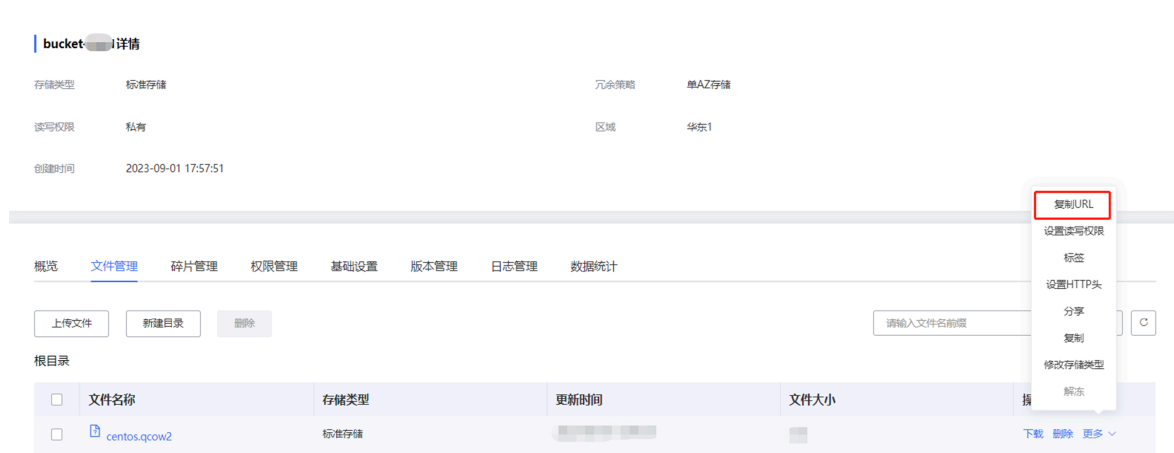 bucket- 详情
存储类型 标准存储 冗余策略 单AZ存储
读写权限 私有 区域 华东1
创建时间 2023-09-01 17:57:51
复制URL
设置读写权限
标签
设置HTTP头
分享
复制
修改存储类型
解冻
概览 文件管理 碎片管理 权限管理 基础设置 版本管理 日志管理 数据统计
上传文件 新建目录 删除 请输入文件名前缀
根目录
文件名称 存储类型 更新时间 文件大小
centos.qcow2 标准存储 下载 删除 更多